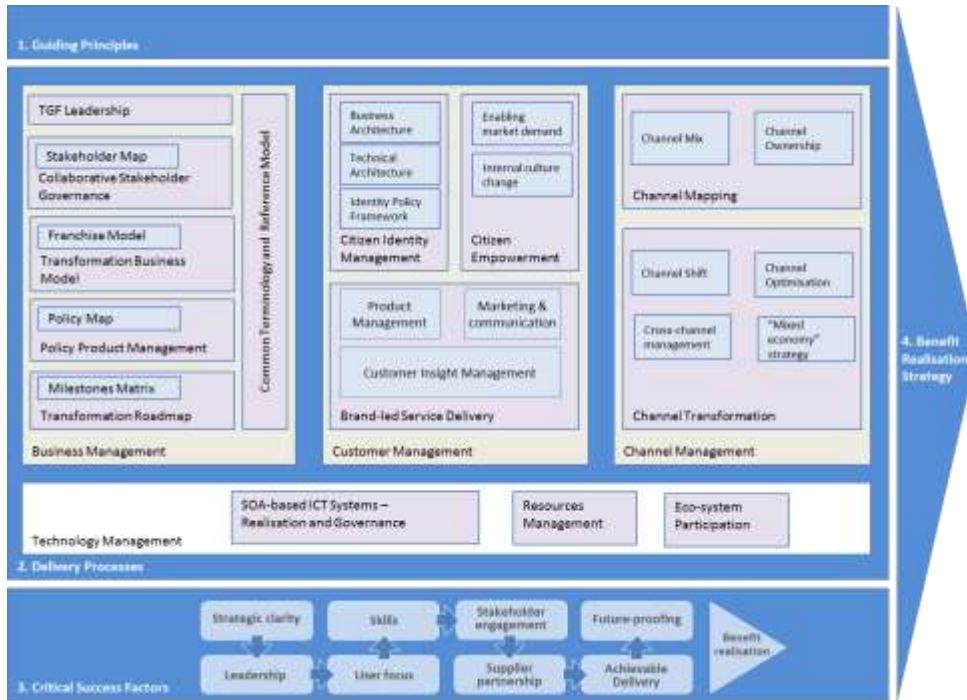 1. Guiding Principles
TGF Leadership
Stakeholder Map
Collaborative Stakeholder
Governance
Franchise Model
Transformation Business
Model
Policy Map
Policy Product Management
Milestones Matrix
Transformation Roadmap
Common Terminology and Reference Model
Business Management
Business
Architecture
Technical
Architecture
Identity Policy
Framework
Citizen Identity
Management
Enabling
market demand
Internal culture
change
Citizen
Empowerment
Product
Management
Marketing &
communication
Customer Insight Management
Brand-led Service Delivery
Customer Management
Channel Mix
Channel
Ownership
Channel Mapping
Channel Shift
Channel
Optimisation
Cross-channel
management
"Mixed
economy"
strategy
Channel Transformation
Channel Management
SOA-based ICT Systems –
Realisation and Governance
Resources
Management
Eco-system
Participation
Technology Management
2. Delivery Processes
Strategic clarity
Skills
Stakeholder
engagement
Future-proofing
Leadership
User focus
Supplier
partnership
Achievable
Delivery
Benefit
realisation
3. Critical Success Factors
4. Benefit
Realisation
Strategy